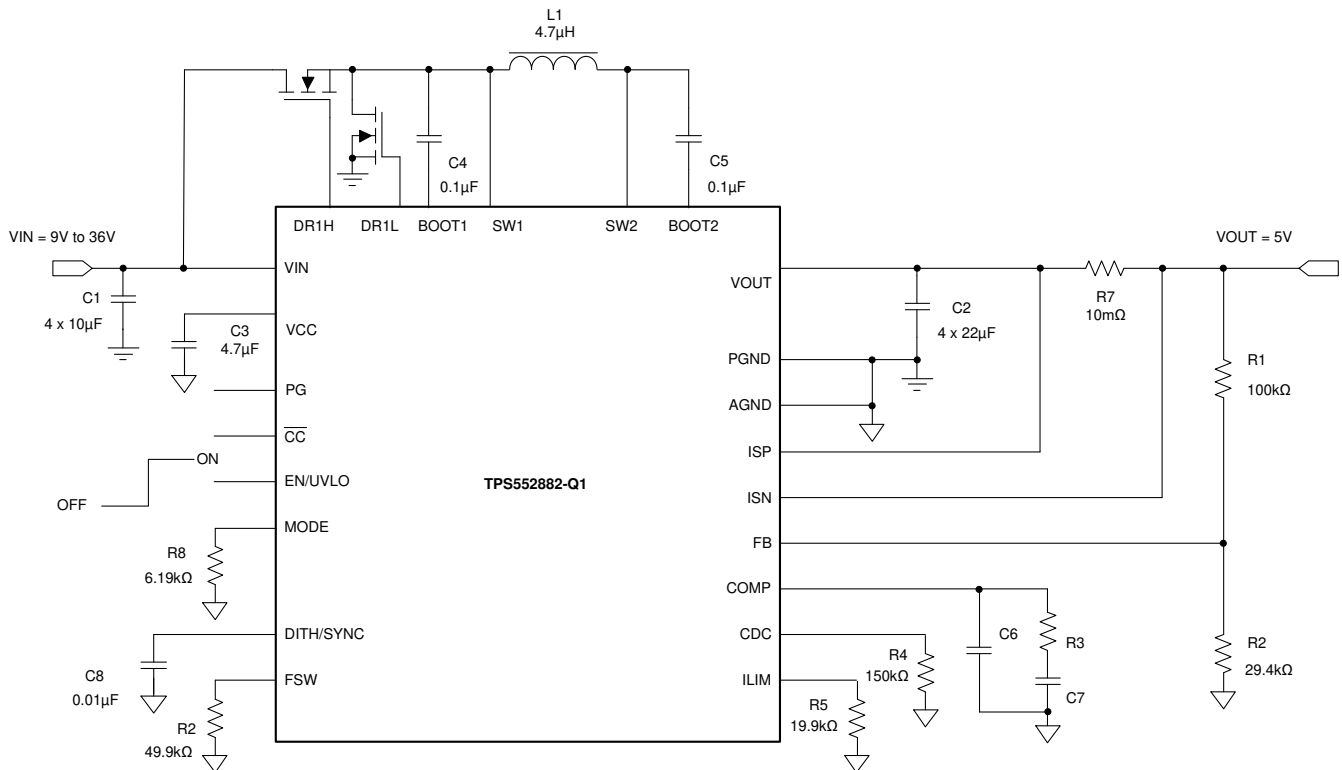 L1
4.7µH
C4
0.1µF
C5
0.1µF
DR1H
DR1L
BOOT1
SW1
SW2
BOOT2
VIN = 9V to 36V
VOUT = 5V
VIN
VOUT
C1
4 x 10µF
C3
4.7µF
VCC
C2
4 x 22µF
R7
10mΩ
PG
PGND
R1
100kΩ
CC
AGND
ON
OFF
EN/UVLO
ISP
TPS552882-Q1
ISN
MODE
FB
R8
6.19kΩ
COMP
C6
R3
C7
DITH/SYNC
CDC
R4
150kΩ
R2
29.4kΩ
C8
0.01µF
FSW
ILIM
R5
19.9kΩ
R2
49.9kΩ